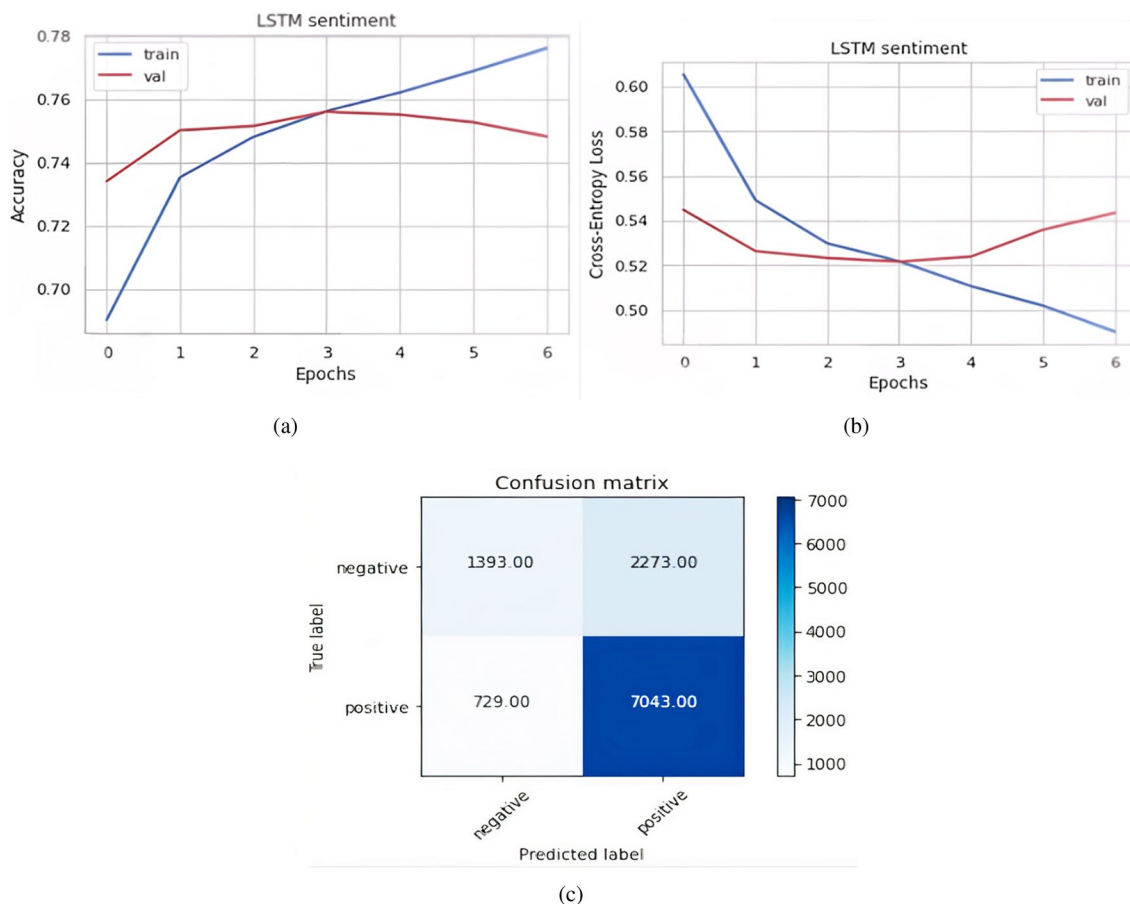 LSTM sentiment
train
val
0.78
0.76
0.74
0.72
0.70
Accuracy
0 1 2 3 4 5 6
Epochs
(a)
LSTM sentiment
train
val
0.60
0.58
0.56
0.54
0.52
0.50
Cross-Entropy Loss
0 1 2 3 4 5 6
Epochs
(b)
Confusion matrix
True label
negative 1393.00 2273.00
positive 729.00 7043.00
negative positive
Predicted label
7000
6000
5000
4000
3000
2000
1000
(c)